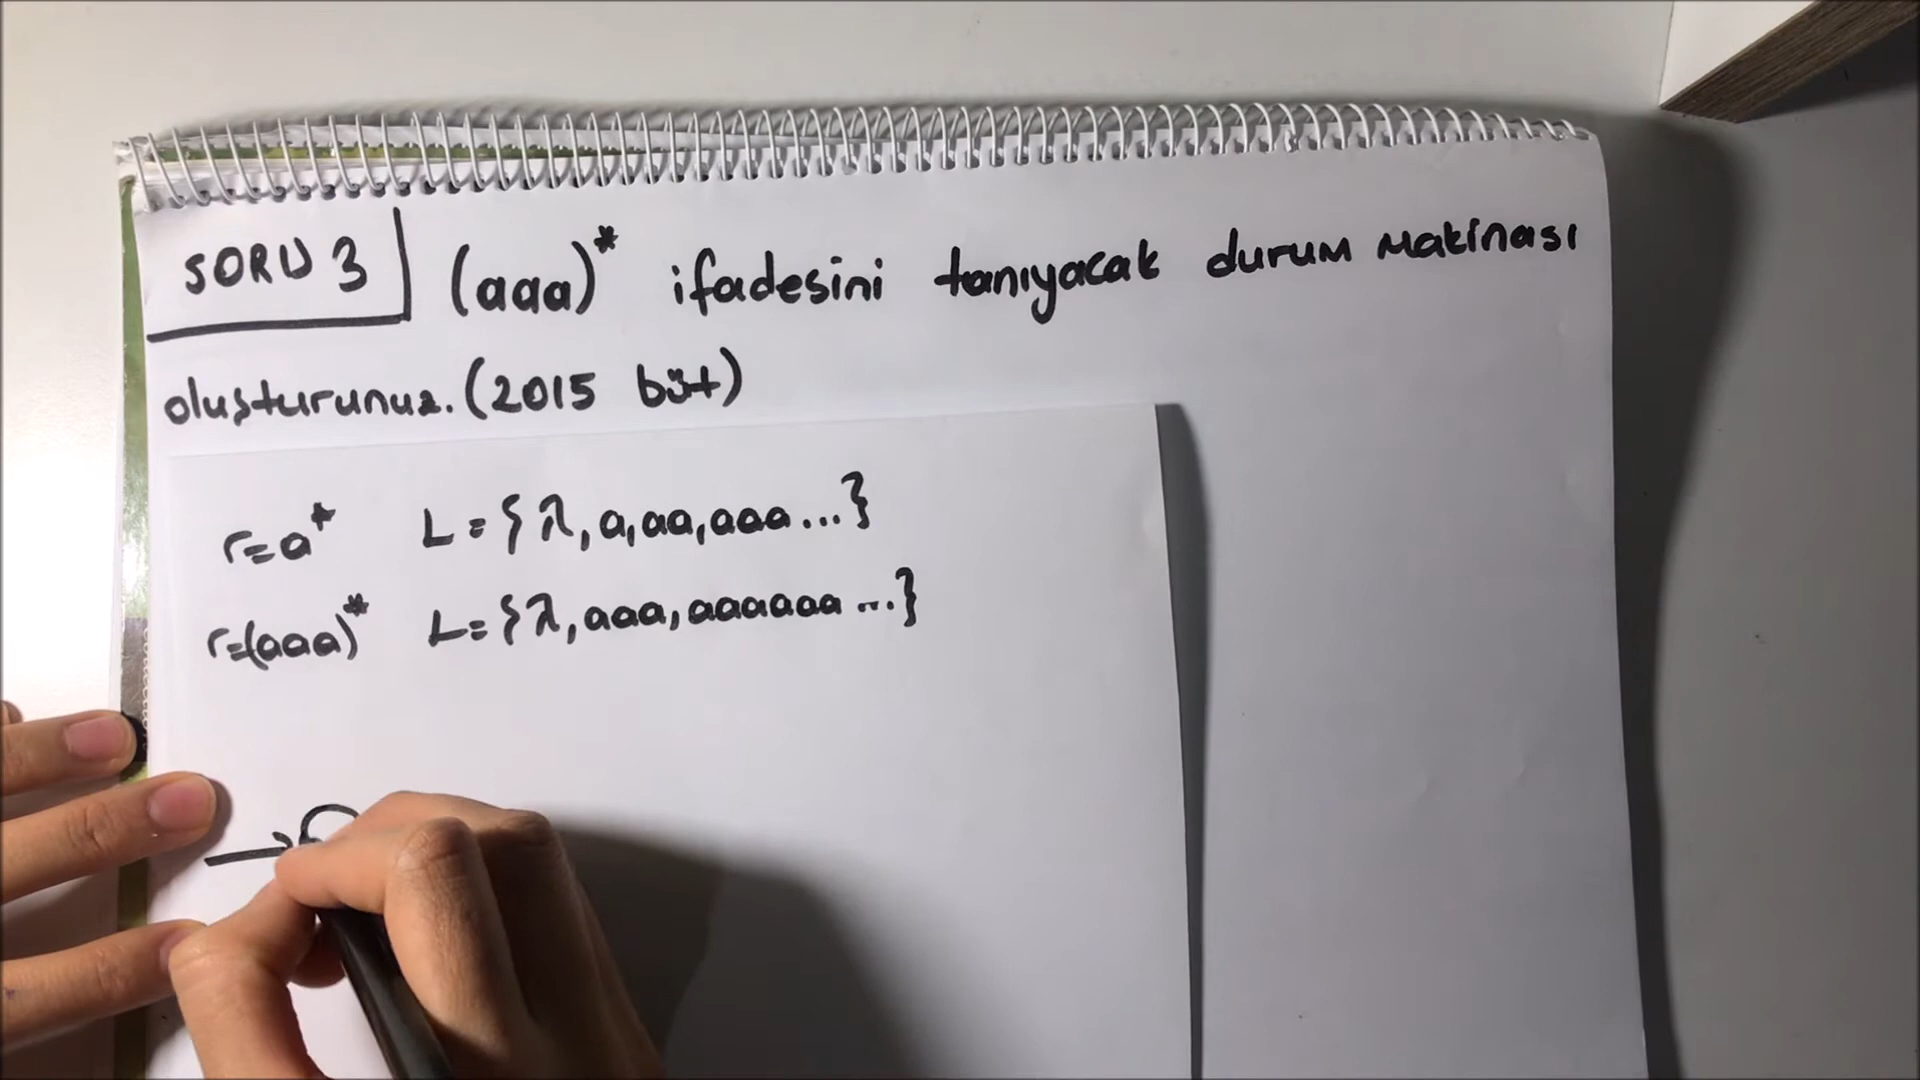 SORU 3 (aaa)* ifadesini tanıyacak durum makinası
oluşturunuz. (2015 büt)
r=a* L={λ, a, aa, aaa...}
r=(aaa)* L={λ, aaa, aaaaaa...}